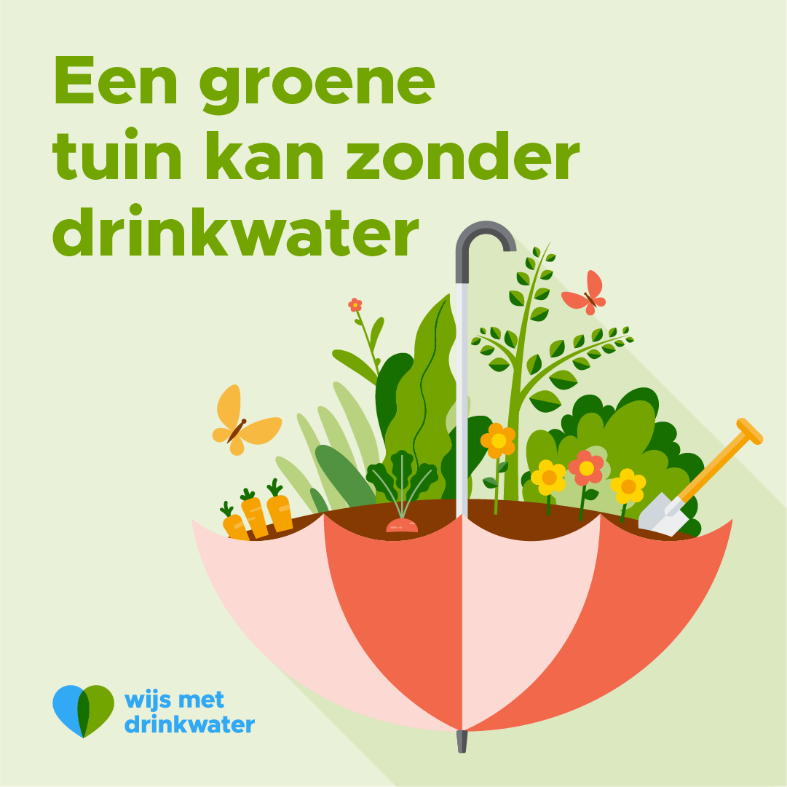 Een groene
tuin kan zonder
drinkwater
wijs met
drinkwater